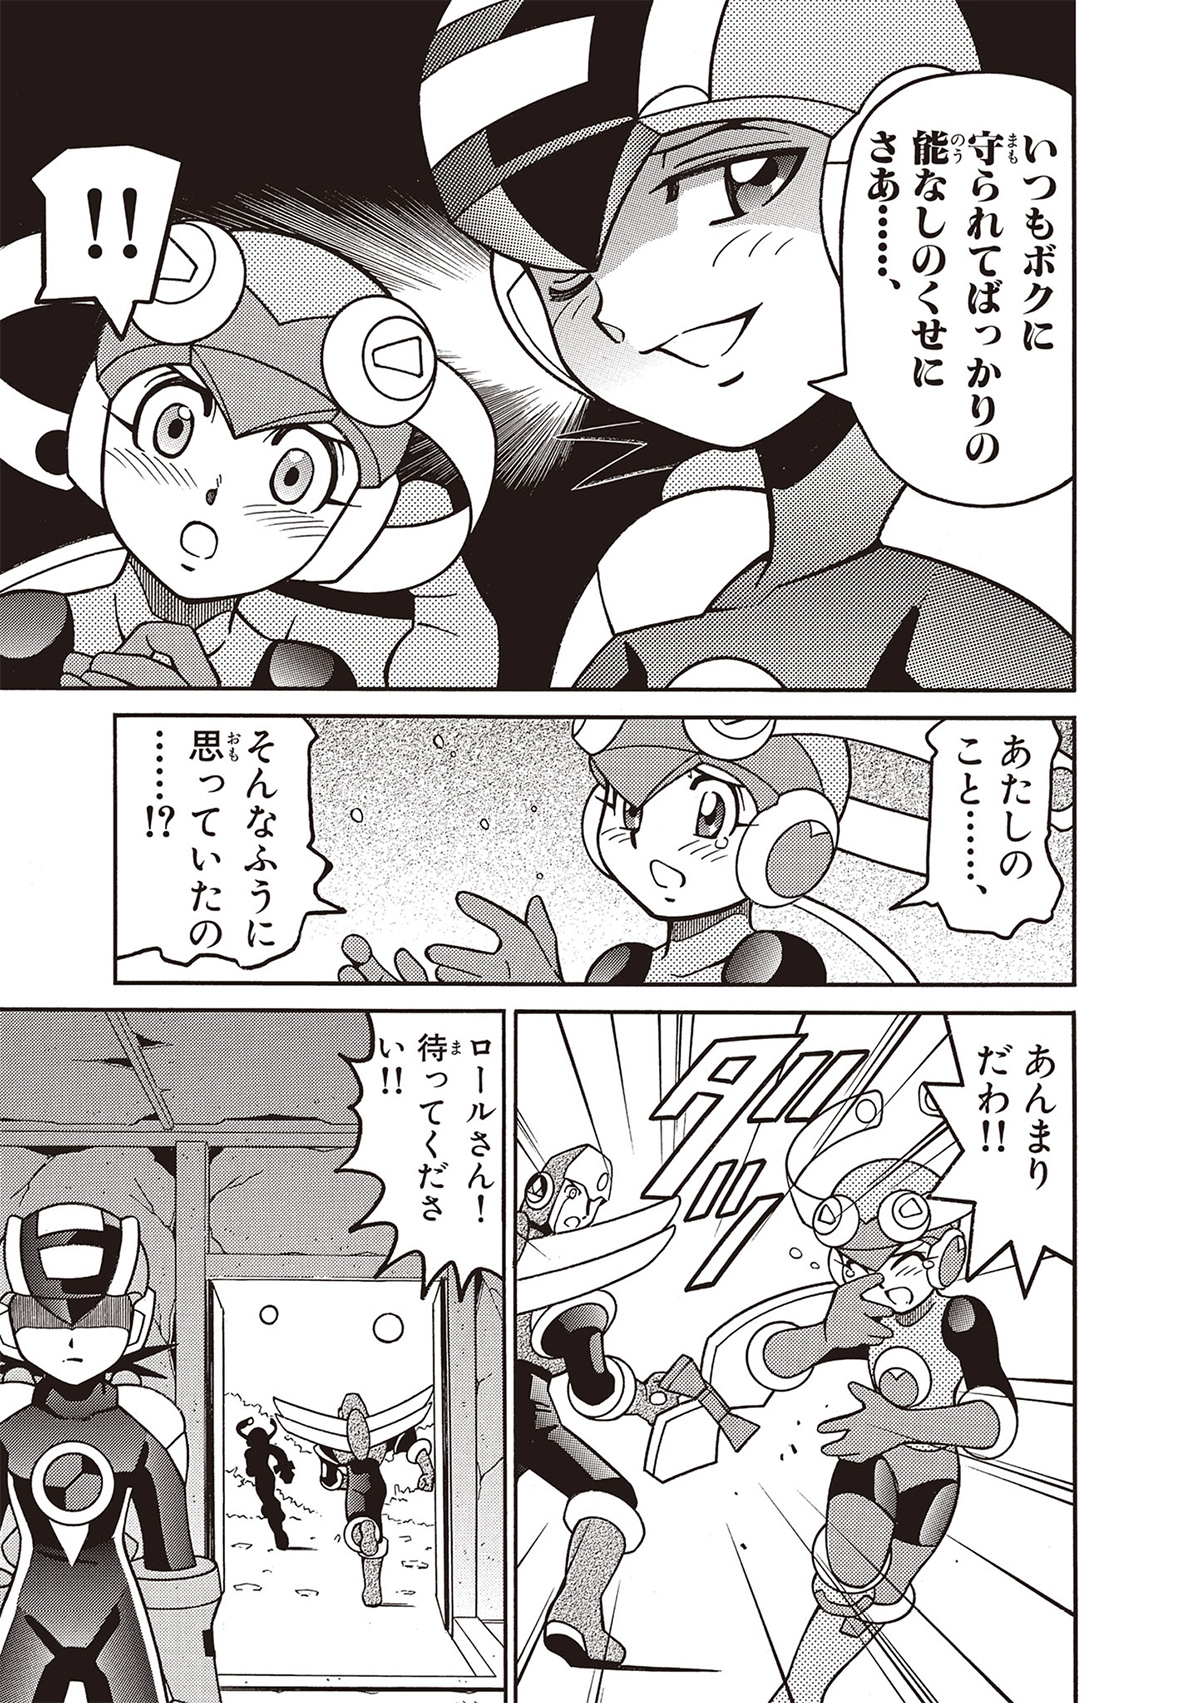 いつもボクに
守られてばっかりの
能なしのくせに
さあ……、
!!
あたしの
こと……、
そんなふうに
思っていたの
……!?
あんまり
だわ!!
ダッ
ロールさん!
待ってくださ
い!!